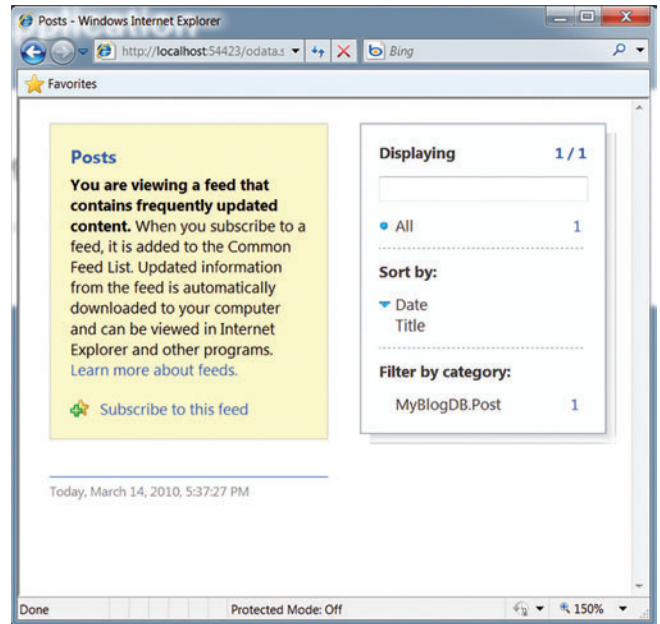 Posts - Windows Internet Explorer
http://localhost:54423/odata.s
Bing
Favorites
Posts
You are viewing a feed that
contains frequently updated
content. When you subscribe to a
feed, it is added to the Common
Feed List. Updated information
from the feed is automatically
downloaded to your computer
and can be viewed in Internet
Explorer and other programs.
Learn more about feeds.
Subscribe to this feed
Displaying 1 / 1
All 1
Sort by:
Date
Title
Filter by category:
MyBlogDB.Post 1
Today, March 14, 2010, 5:37:27 PM
Done Protected Mode: Off 150%